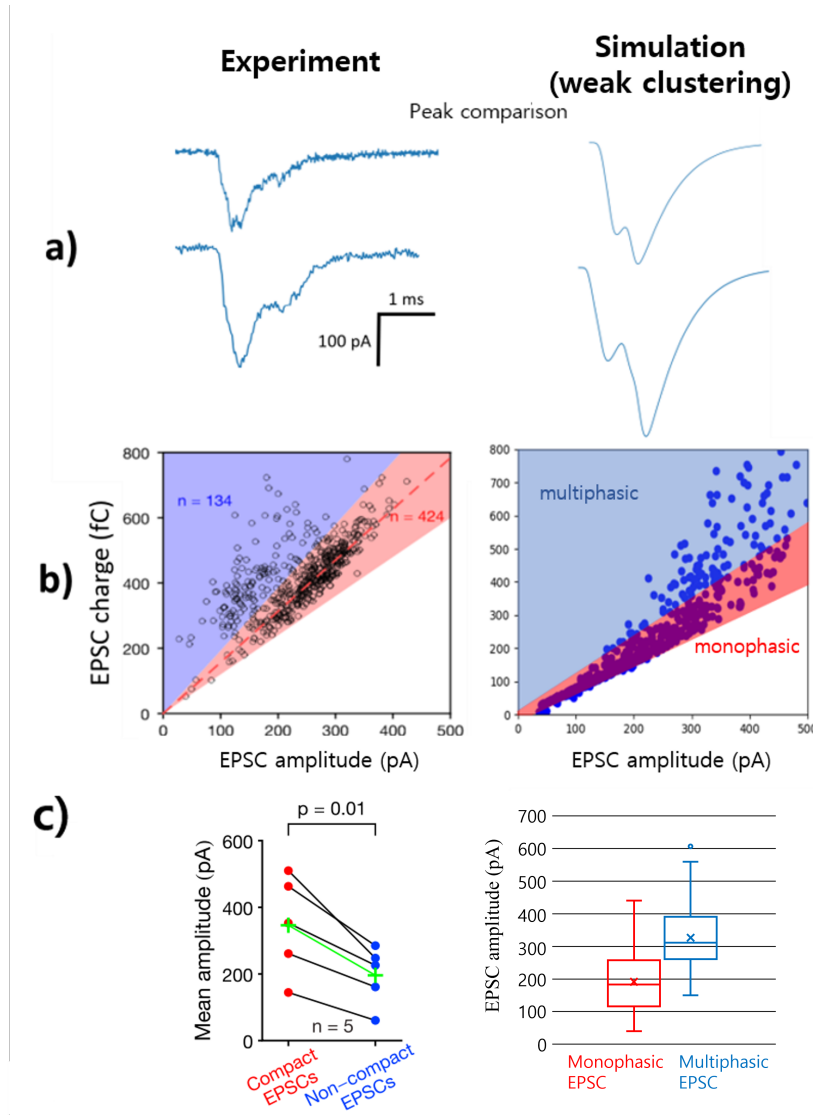 Experiment
Simulation
(weak clustering)
Peak comparison
a)
1 ms
100 pA
b)
EPSC charge (fC)
800
600
400
200
0
n = 134
n = 424
0 100 200 300 400 500
EPSC amplitude (pA)
800
700
600
500
400
300
200
100
0
multiphasic
monophasic
0 100 200 300 400 500
EPSC amplitude (pA)
c)
p = 0.01
Mean amplitude (pA)
600
400
200
0
n = 5
Compact
EPSCs
Non-compact
EPSCs
EPSC amplitude (pA)
700
600
500
400
300
200
100
0
Monophasic
EPSC
Multiphasic
EPSC